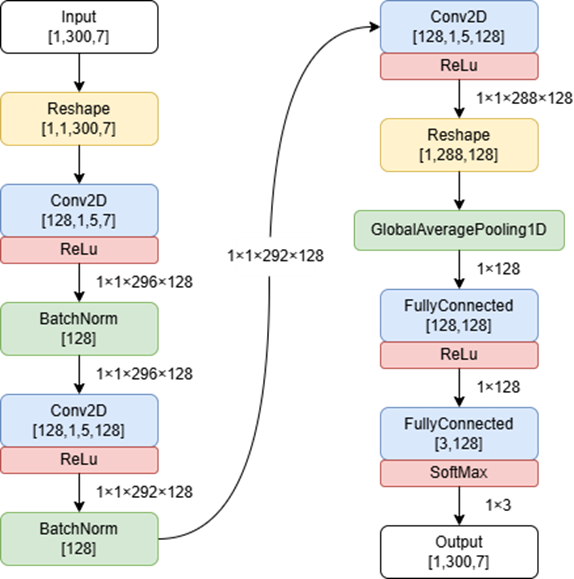 Input
[1,300,7]
Reshape
[1,1,300,7]
Conv2D
[128,1,5,7]
ReLu
1×1×296×128
BatchNorm
[128]
1×1×296×128
Conv2D
[128,1,5,128]
ReLu
1×1×292×128
BatchNorm
[128]
1×1×292×128
Conv2D
[128,1,5,128]
ReLu
1×1×288×128
Reshape
[1,288,128]
GlobalAveragePooling1D
1×128
FullyConnected
[128,128]
ReLu
1×128
FullyConnected
[3,128]
SoftMax
1×3
Output
[1,300,7]